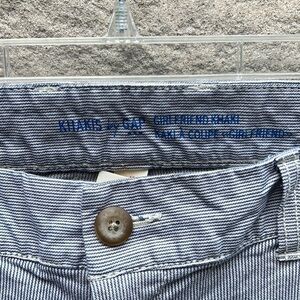 KHAKIS by GAP GIRLFRIEND KHAKI
KAKI À COUPE « GIRLFRIEND »